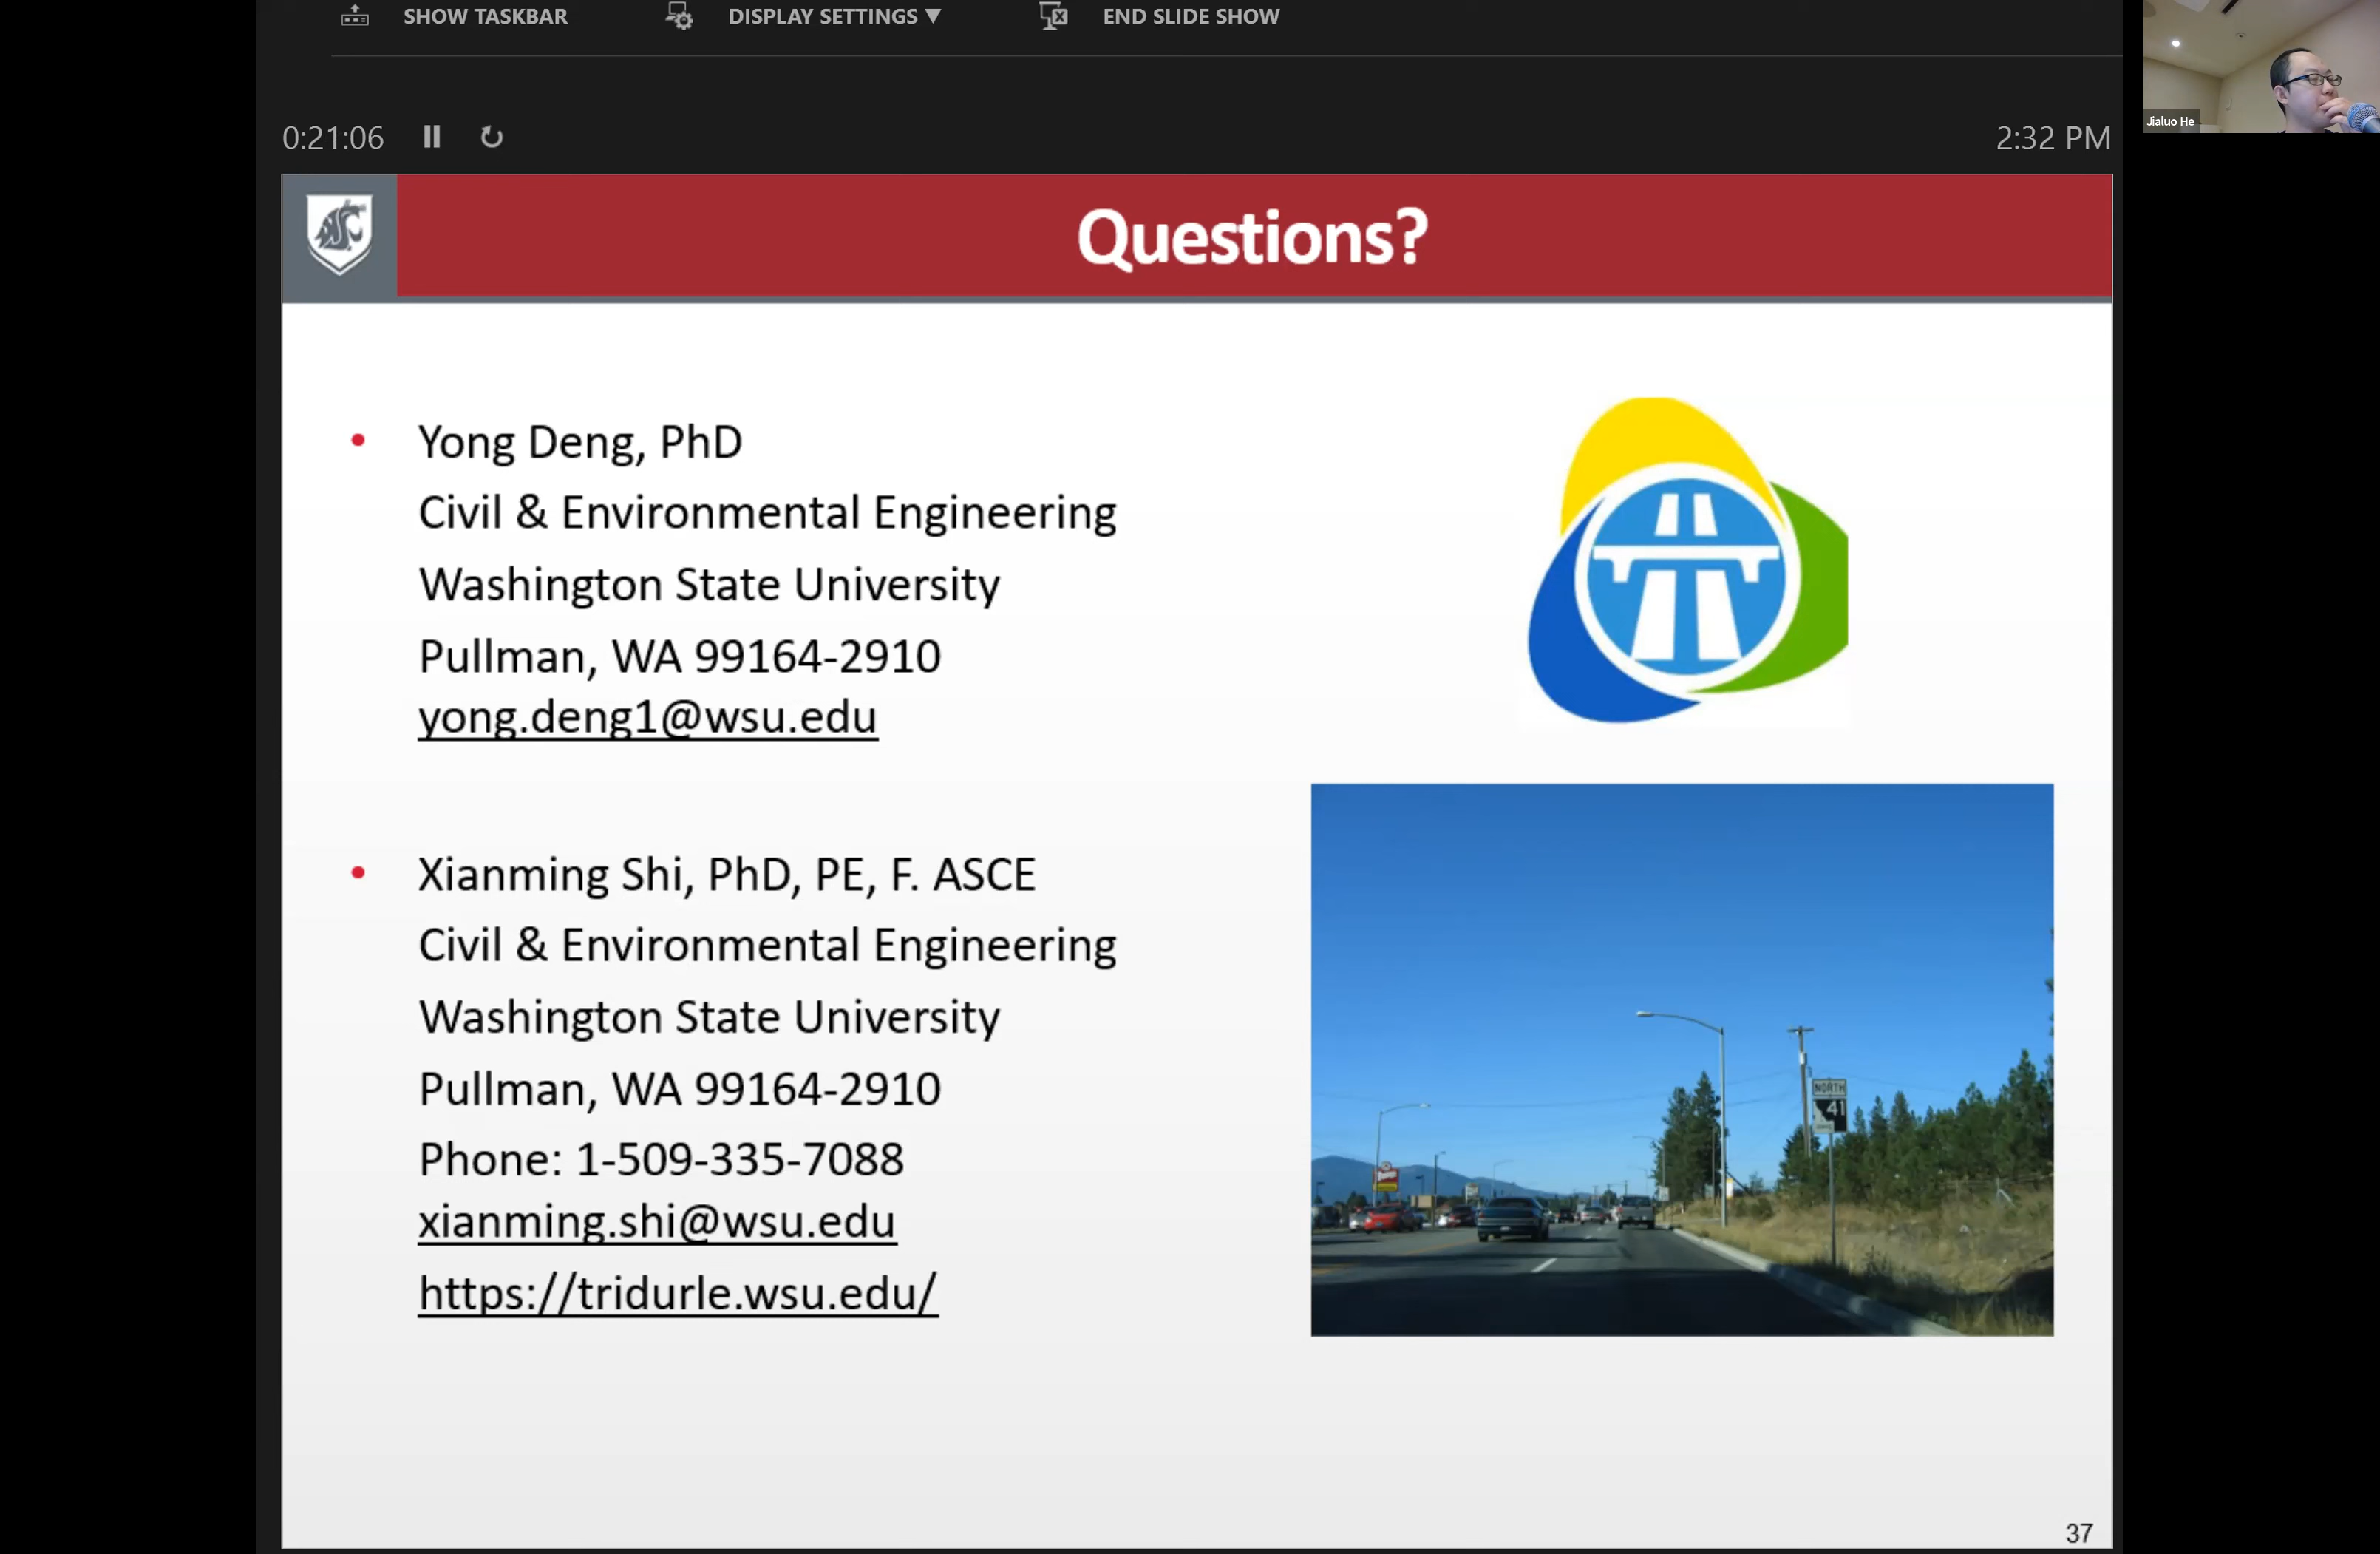 SHOW TASKBAR
DISPLAY SETTINGS ▼
END SLIDE SHOW
Jialuo He
0:21:06
2:32 PM
Questions?
• Yong Deng, PhD
Civil & Environmental Engineering
Washington State University
Pullman, WA 99164-2910
yong.deng1@wsu.edu
• Xianming Shi, PhD, PE, F. ASCE
Civil & Environmental Engineering
Washington State University
Pullman, WA 99164-2910
Phone: 1-509-335-7088
xianming.shi@wsu.edu
https://tridurle.wsu.edu/
NORTH
41
37